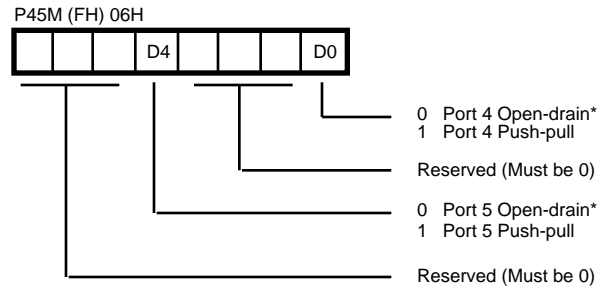 P45M (FH) 06H
D4 D0
0 Port 4 Open-drain*
1 Port 4 Push-pull
Reserved (Must be 0)
0 Port 5 Open-drain*
1 Port 5 Push-pull
Reserved (Must be 0)